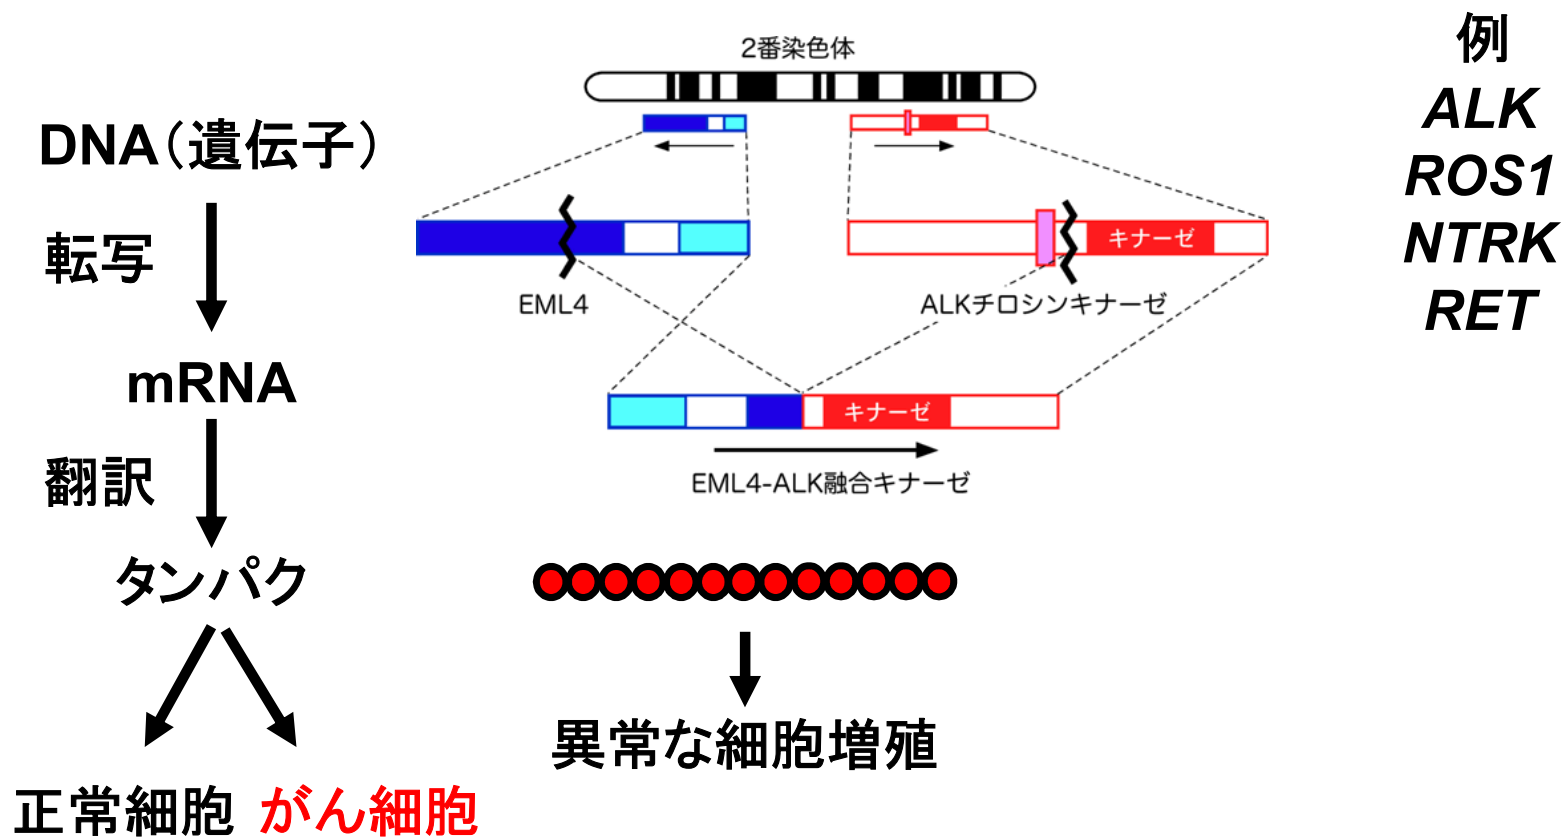 DNA（遺伝子）
転写
mRNA
翻訳
タンパク
正常細胞 がん細胞
2番染色体
キナーゼ
EML4
ALKチロシンキナーゼ
キナーゼ
EML4-ALK融合キナーゼ
異常な細胞増殖
例
ALK
ROS1
NTRK
RET